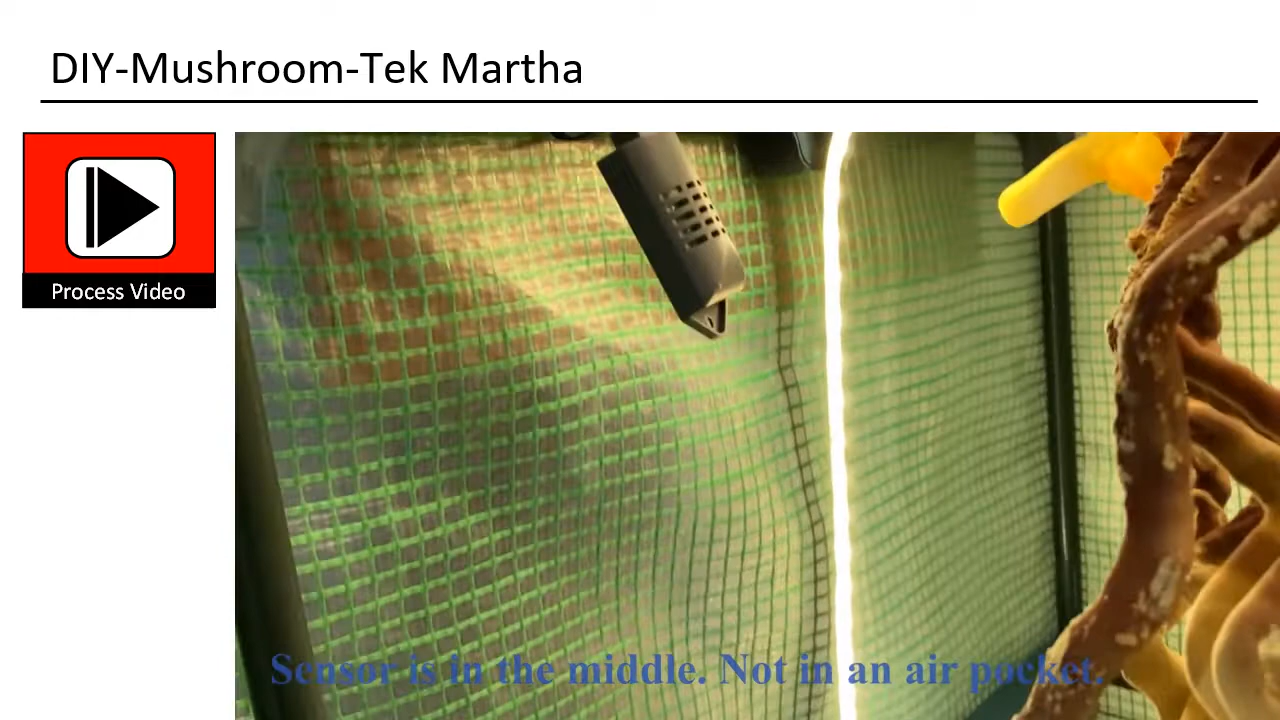 DIY-Mushroom-Tek Martha
Process Video
Sensor is in the middle. Not in an air pocket.